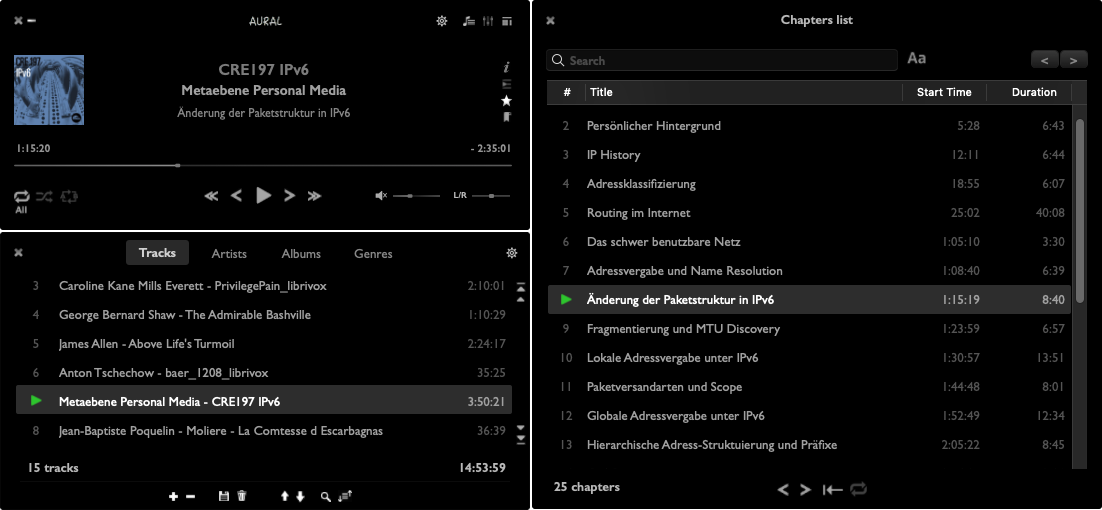 AURAL
CRE197
IPv6
CRE197 IPv6
Metaebene Personal Media
Änderung der Paketstruktur in IPv6
i
1:15:20
- 2:35:01
All
L/R
Tracks Artists Albums Genres
3 Caroline Kane Mills Everett - PrivilegePain_librivox 2:10:01
4 George Bernard Shaw - The Admirable Bashville 1:10:29
5 James Allen - Above Life's Turmoil 2:24:17
6 Anton Tschechow - baer_1208_librivox 35:25
Metaebene Personal Media - CRE197 IPv6 3:50:21
8 Jean-Baptiste Poquelin - Moliere - La Comtesse d Escarbagnas 36:39
15 tracks 14:53:59
Chapters list
Search Aa < >
# Title Start Time Duration
2 Persönlicher Hintergrund 5:28 6:43
3 IP History 12:11 6:44
4 Adressklassifizierung 18:55 6:07
5 Routing im Internet 25:02 40:08
6 Das schwer benutzbare Netz 1:05:10 3:30
7 Adressvergabe und Name Resolution 1:08:40 6:39
Änderung der Paketstruktur in IPv6 1:15:19 8:40
9 Fragmentierung und MTU Discovery 1:23:59 6:57
10 Lokale Adressvergabe unter IPv6 1:30:57 13:51
11 Paketversandarten und Scope 1:44:48 8:01
12 Globale Adressvergabe unter IPv6 1:52:49 12:34
13 Hierarchische Adress-Struktuierung und Präfixe 2:05:22 8:45
25 chapters